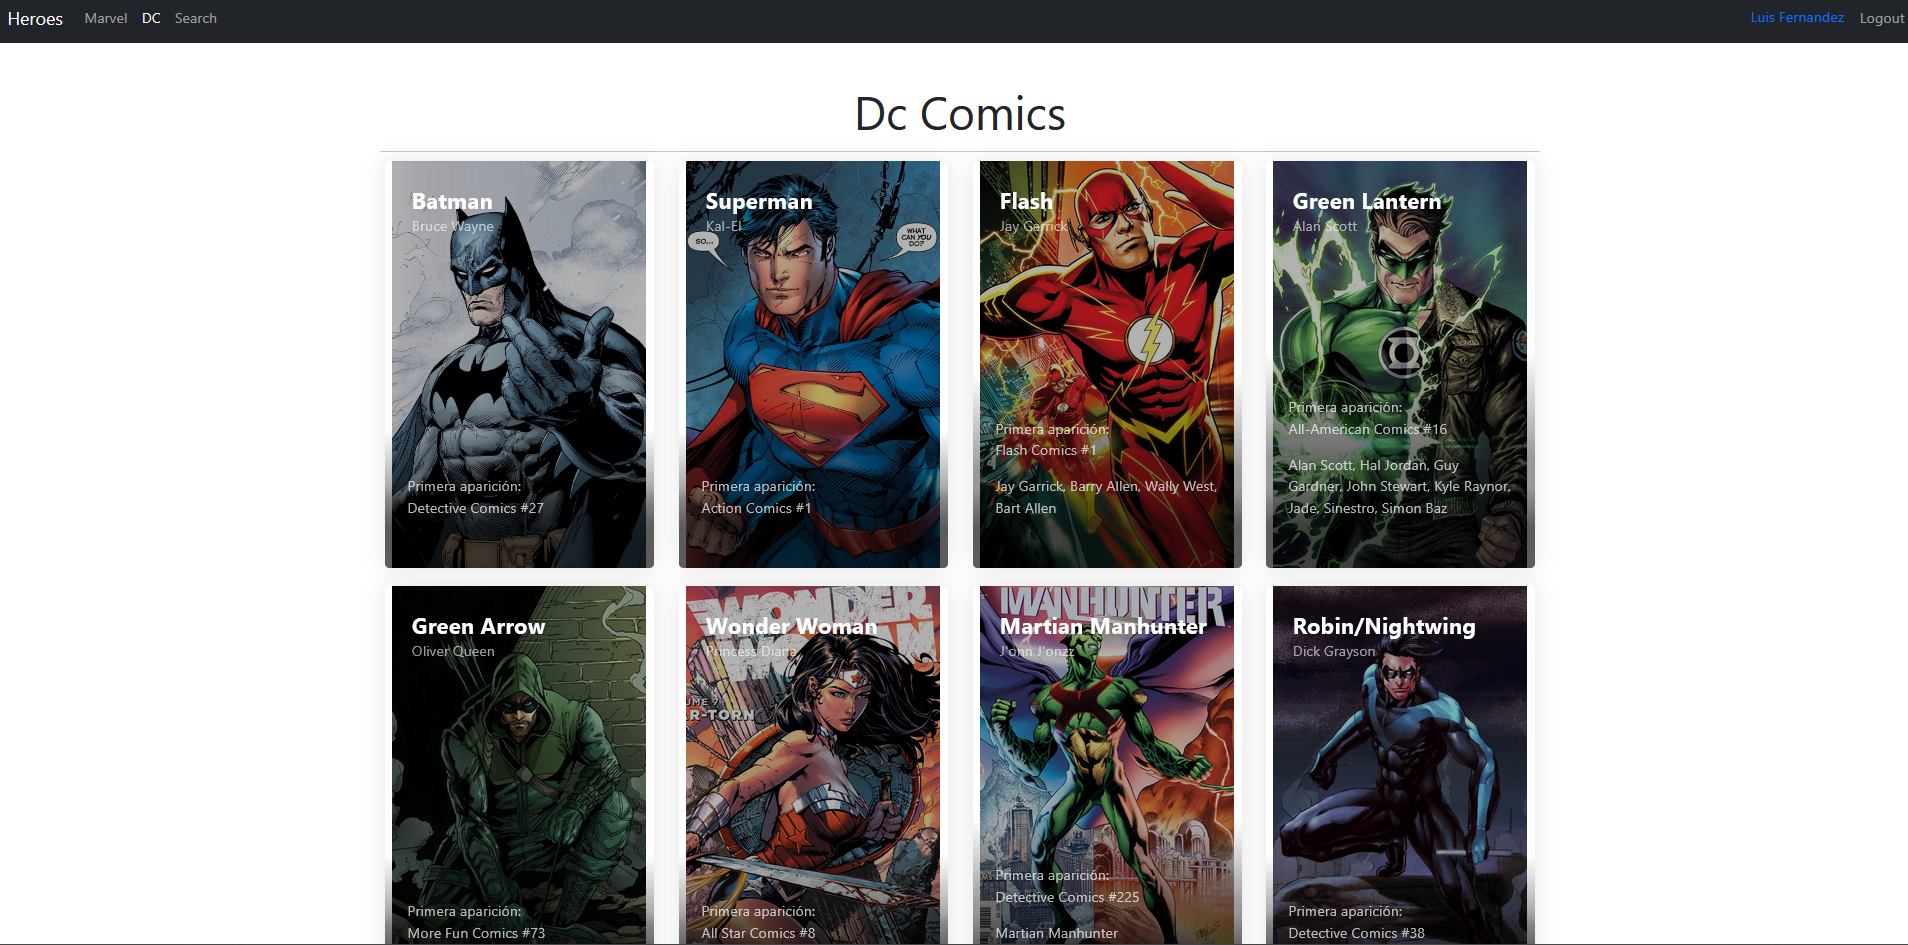 Heroes Marvel DC Search Luis Fernandez Logout
Dc Comics
Batman
Bruce Wayne
Primera aparición:
Detective Comics #27
Superman
Kal-El
SO...
WHAT
CAN YOU
DO?
Primera aparición:
Action Comics #1
Flash
Jay Garrick
Primera aparición:
Flash Comics #1
Jay Garrick, Barry Allen, Wally West,
Bart Allen
Green Lantern
Alan Scott
Primera aparición:
All-American Comics #16
Alan Scott, Hal Jordan, Guy
Gardner, John Stewart, Kyle Raynor,
Jade, Sinestro, Simon Baz
Green Arrow
Oliver Queen
Primera aparición:
More Fun Comics #73
WONDER
Wonder Woman
Princess Diana
UME 7
R-TORN
Primera aparición:
All Star Comics #8
MANHUNTER
Martian Manhunter
J'onn J'onzz
Primera aparición:
Detective Comics #225
Martian Manhunter
Robin/Nightwing
Dick Grayson
Primera aparición:
Detective Comics #38